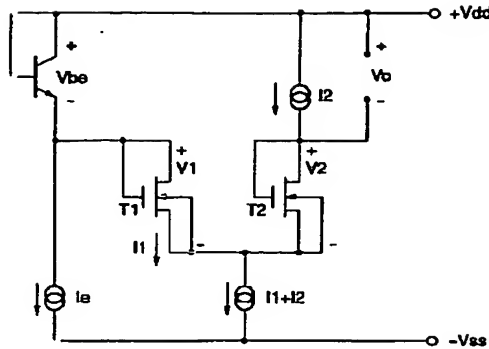 +Vdd
+
+
Vbe
I2
Vo
-
-
+
+
V1
V2
T1
T2
I1
-
-
Ie
I1+I2
-Vss